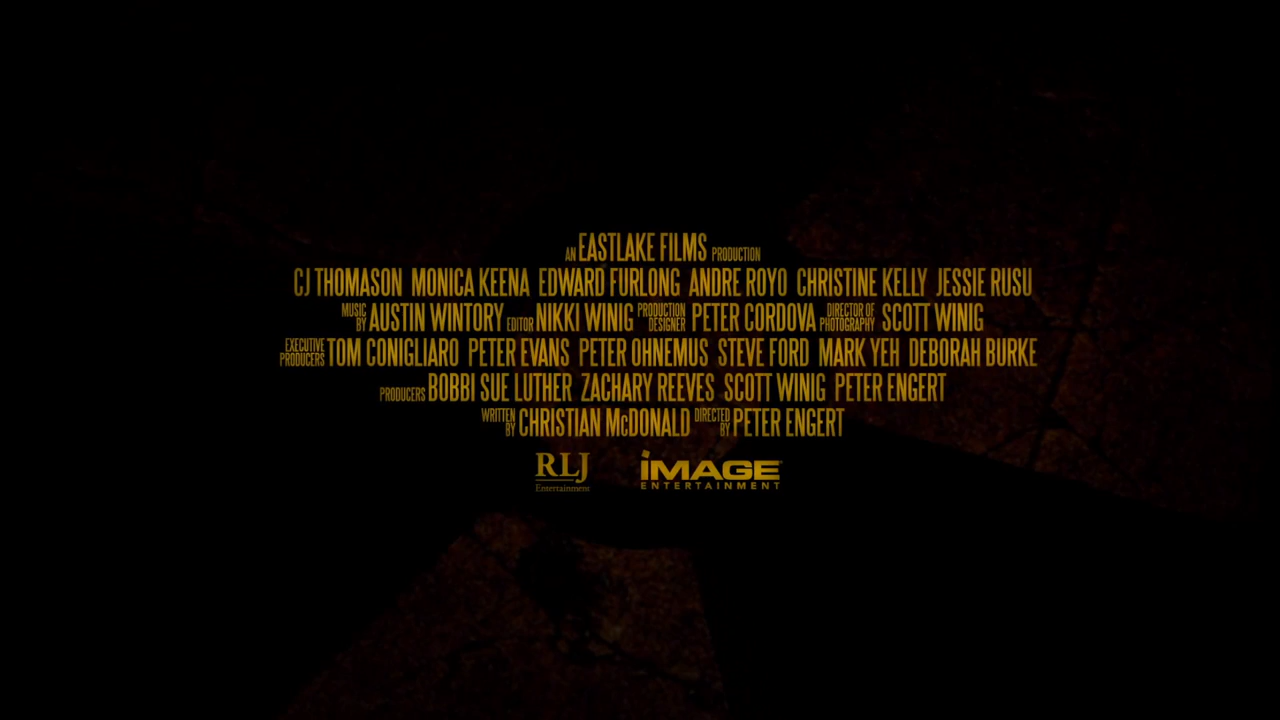 AN EASTLAKE FILMS PRODUCTION
CJ THOMASON MONICA KEENA EDWARD FURLONG ANDRE ROYO CHRISTINE KELLY JESSIE RUSU
MUSIC BY AUSTIN WINTORY EDITOR NIKKI WINIG PRODUCTION DESIGNER PETER CORDOVA DIRECTOR OF PHOTOGRAPHY SCOTT WINIG
EXECUTIVE PRODUCERS TOM CONIGLIARO PETER EVANS PETER OHNEMUS STEVE FORD MARK YEH DEBORAH BURKE
PRODUCERS BOBBI SUE LUTHER ZACHARY REEVES SCOTT WINIG PETER ENGERT
WRITTEN BY CHRISTIAN McDONALD DIRECTED BY PETER ENGERT
RLJ Entertainment
iMAGE ENTERTAINMENT